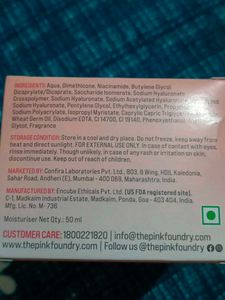 INGREDIENTS: Aqua, Dimethicone, Niacinamide, Butylene Glycol
Dicaprylate/Dicaprate, Saccharide Isomerate, Sodium Hyaluronate
Crosspolymer, Sodium Hyaluronate, Sodium Acetylated Hyaluronate,
Sodium Hyaluronate, Pentylene Glycol, Ethylhexylglycerin,
Sodium Polyacrylate, Isopropyl Myristate, Caprylic Capric
Wheat Germ Oil, Disodium EDTA, CI 14700, CI 19140, Phenoxyethanol,
Glycol, Fragrance
STORAGE CONDITION: Store in a cool and dry place. Do not freeze, keep away from
heat and direct sunlight. FOR EXTERNAL USE ONLY. In case of contact with eyes,
rinse immediately. Though unlikely, in case of any rash or irritation on skin,
discontinue use. Keep out of reach of children.
MARKETED BY: Confira Laboratories Pvt. Ltd., 803, G Wing, Kaledonia,
Sahar Road, Andheri (E), Mumbai - 400 069, Maharashtra, India.
MANUFACTURED BY: Encube Ethicals Pvt. Ltd. (US FDA registered site),
C-1, Madkaim Industrial Estate, Madkaim, Ponda, Goa - 403 404, India.
Mfg. Lic. No. M-736
Moisturiser Net Qty.: 50 ml
CUSTOMER CARE: 1800221820 | info@thepinkfoundry.com
www.thepinkfoundry.com | Follow us @thepinkfoundry